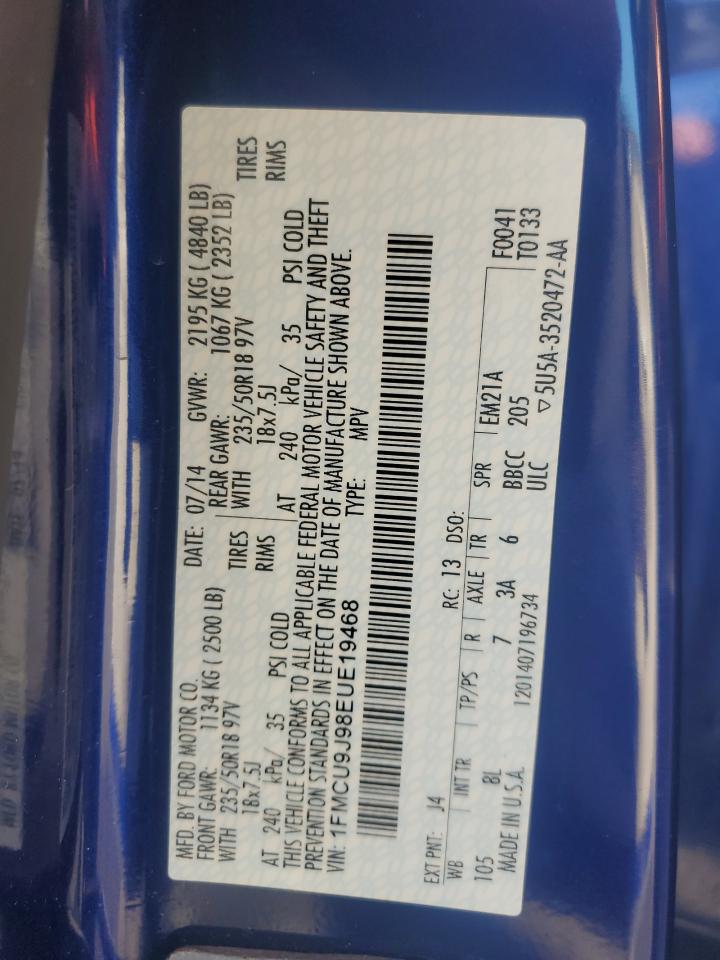 MFD. BY FORD MOTOR CO.
DATE: 07/14 GVWR: 2195 KG ( 4840 LB)
FRONT GAWR: 1134 KG ( 2500 LB) REAR GAWR: 1067 KG ( 2352 LB)
WITH 235/50R18 97V TIRES WITH 235/50R18 97V TIRES
18x7.5J RIMS 18x7.5J RIMS
AT 240 kPa/ 35 PSI COLD AT 240 kPa/ 35 PSI COLD
THIS VEHICLE CONFORMS TO ALL APPLICABLE FEDERAL MOTOR VEHICLE SAFETY AND THEFT
PREVENTION STANDARDS IN EFFECT ON THE DATE OF MANUFACTURE SHOWN ABOVE.
VIN: 1FMCU9J98EUE19468 TYPE: MPV
EXT PNT: J4 RC: 13 DSO:
WB INT TR TP/PS R AXLE TR SPR EM21A F0041
105 8L 7 3A 6 BBCC 205 T0133
MADE IN U.S.A. 1201407196734 ULC ▽5U5A-3520472-AA